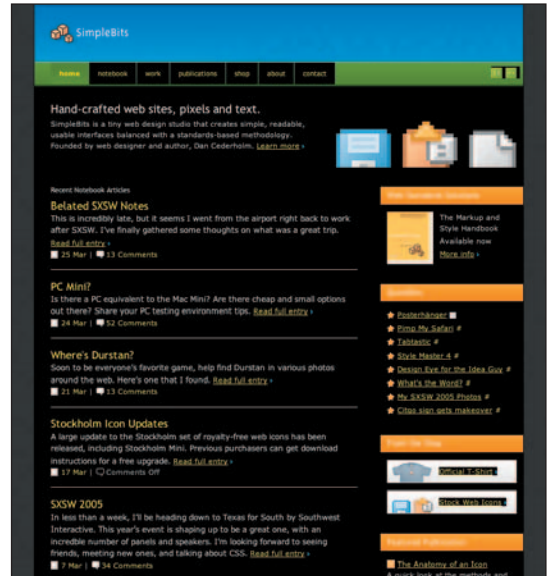 SimpleBits
home notebook work publications shop about contact
Hand-crafted web sites, pixels and text.
SimpleBits is a tiny web design studio that creates simple, readable,
usable interfaces balanced with a standards-based methodology.
Founded by web designer and author, Dan Cederholm. Learn more ›
Recent Notebook Articles
Belated SXSW Notes
This is incredibly late, but it seems I went from the airport right back to work
after SXSW. I've finally gathered some thoughts on what was a great trip.
Read full entry ›
25 Mar | 13 Comments
PC Mini?
Is there a PC equivalent to the Mac Mini? Are there cheap and small options
out there? Share your PC testing environment tips. Read full entry ›
24 Mar | 52 Comments
Where's Durstan?
Soon to be everyone's favorite game, help find Durstan in various photos
around the web. Here's one that I found. Read full entry ›
21 Mar | 13 Comments
Stockholm Icon Updates
A large update to the Stockholm set of royalty-free web icons has been
released, including Stockholm Mini. Previous purchasers can get download
instructions for a free upgrade. Read full entry ›
17 Mar | Comments Off
SXSW 2005
In less than a week, I'll be heading down to Texas for South by Southwest
Interactive. This year's event is shaping up to be a great one, with an
incredble number of panels and speakers. I'm looking forward to seeing
friends, meeting new ones, and talking about CSS. Read full entry ›
7 Mar | 34 Comments
The Markup and
Style Handbook
Available now
More info ›
Quicklinks
Posterhänger
Pimp My Safari #
Tabtastic #
Style Master 4 #
Design Eye for the Idea Guy #
What's the Word? #
My SXSW 2005 Photos #
Citgo sign gets makeover #
From the Shop
Official T-Shirt ›
Stock Web Icons ›
The Anatomy of an Icon
A quick look at the methods and